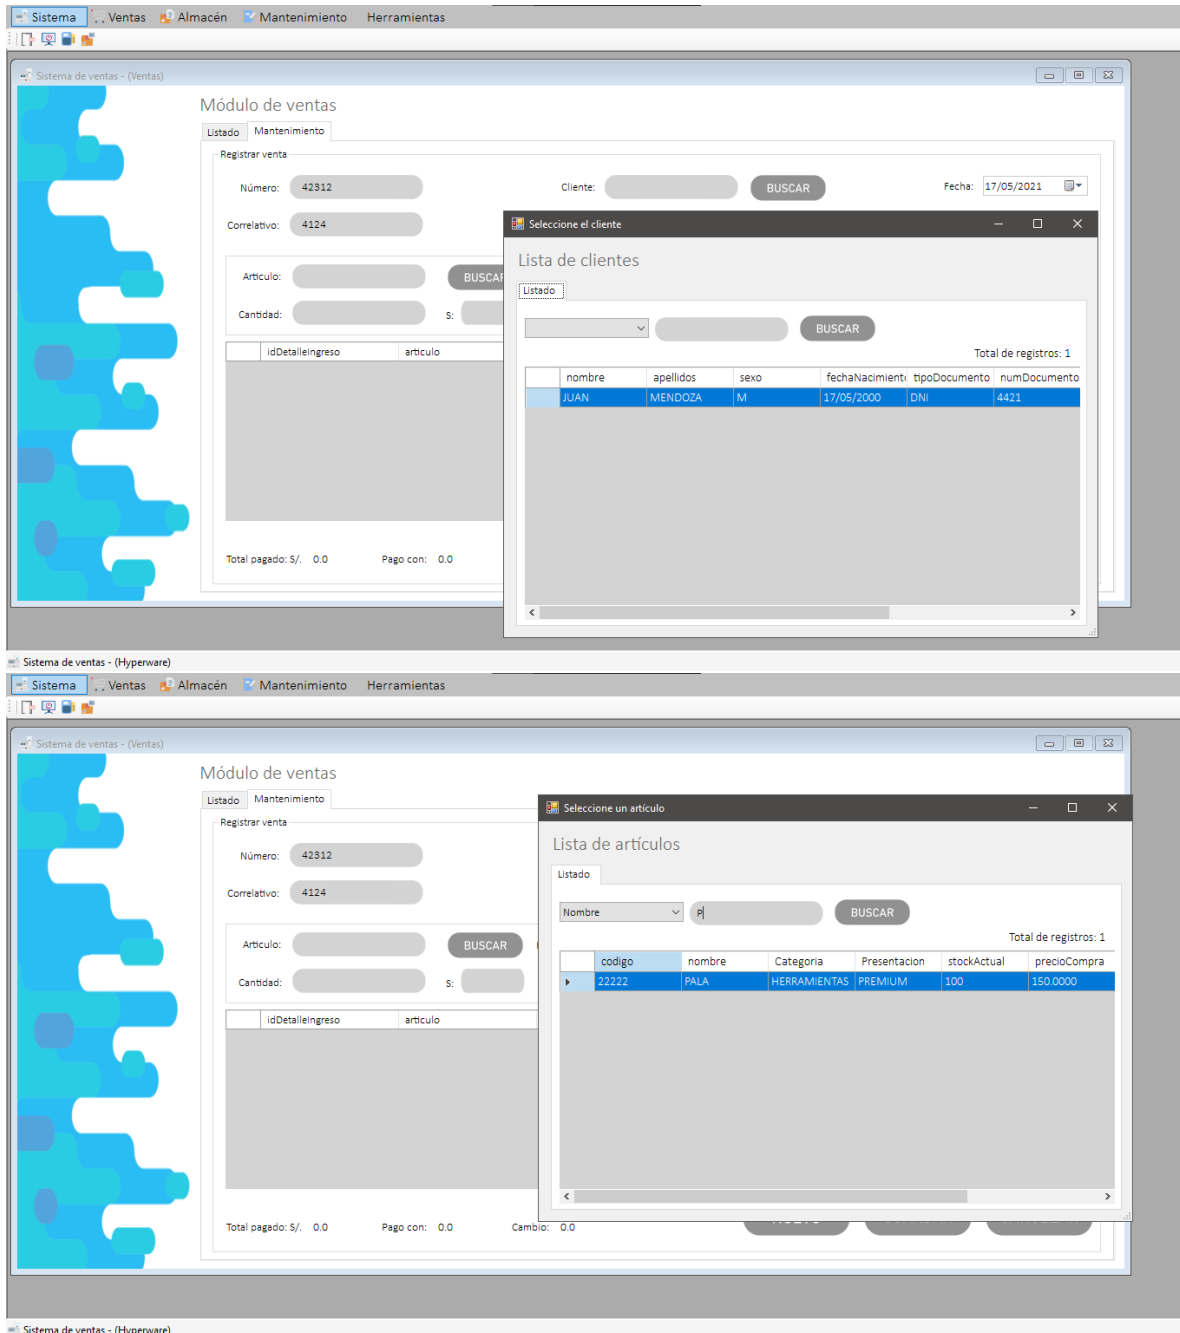 Sistema Ventas Almacén Mantenimiento Herramientas
Sistema de ventas - (Ventas)
Módulo de ventas
Listado Mantenimiento
Registrar venta
Número: 42312 Cliente: BUSCAR Fecha: 17/05/2021
Correlativo: 4124
Seleccione el cliente
Lista de clientes
Listado
BUSCAR
Total de registros: 1
nombre apellidos sexo fechaNacimiento tipoDocumento numDocumento
JUAN MENDOZA M 17/05/2000 DNI 4421
Articulo: BUSCAR
Cantidad: S:
idDetalleIngreso articulo
Total pagado: S/. 0.0 Pago con: 0.0
Sistema de ventas - (Hyperware)
Sistema Ventas Almacén Mantenimiento Herramientas
Sistema de ventas - (Ventas)
Módulo de ventas
Listado Mantenimiento
Registrar venta
Número: 42312
Correlativo: 4124
Seleccione un artículo
Lista de artículos
Listado
Nombre P BUSCAR
Total de registros: 1
codigo nombre Categoria Presentacion stockActual precioCompra
22222 PALA HERRAMIENTAS PREMIUM 100 150.0000
Articulo: BUSCAR
Cantidad: S:
idDetalleIngreso articulo
Total pagado: S/. 0.0 Pago con: 0.0 Cambio: 0.0
Sistema de ventas - (Hyperware)